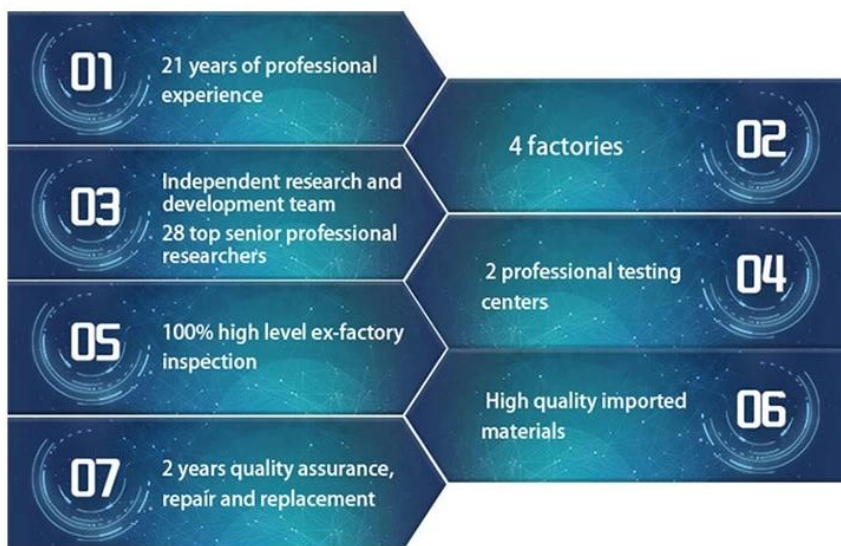 01
21 years of professional
experience
02
4 factories
03
Independent research and
development team
28 top senior professional
researchers
04
2 professional testing
centers
05
100% high level ex-factory
inspection
06
High quality imported
materials
07
2 years quality assurance,
repair and replacement